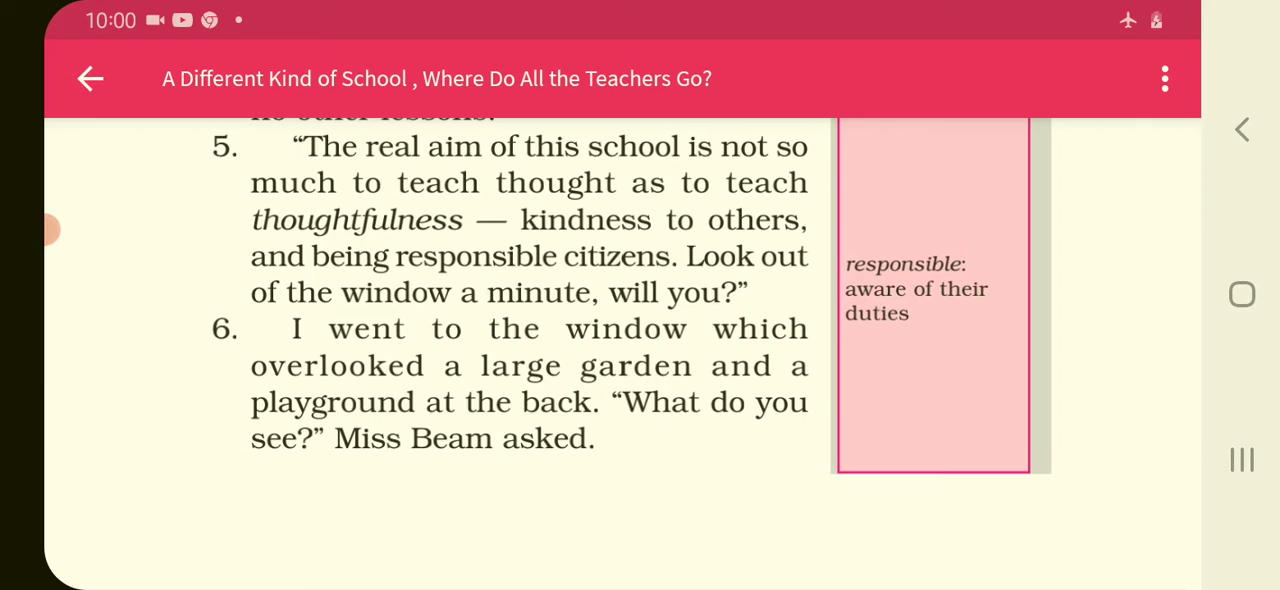 10:00
A Different Kind of School , Where Do All the Teachers Go?
no other lessons.
5. “The real aim of this school is not so
much to teach thought as to teach
thoughtfulness — kindness to others,
and being responsible citizens. Look out
of the window a minute, will you?”
6. I went to the window which
overlooked a large garden and a
playground at the back. “What do you
see?” Miss Beam asked.
responsible:
aware of their
duties